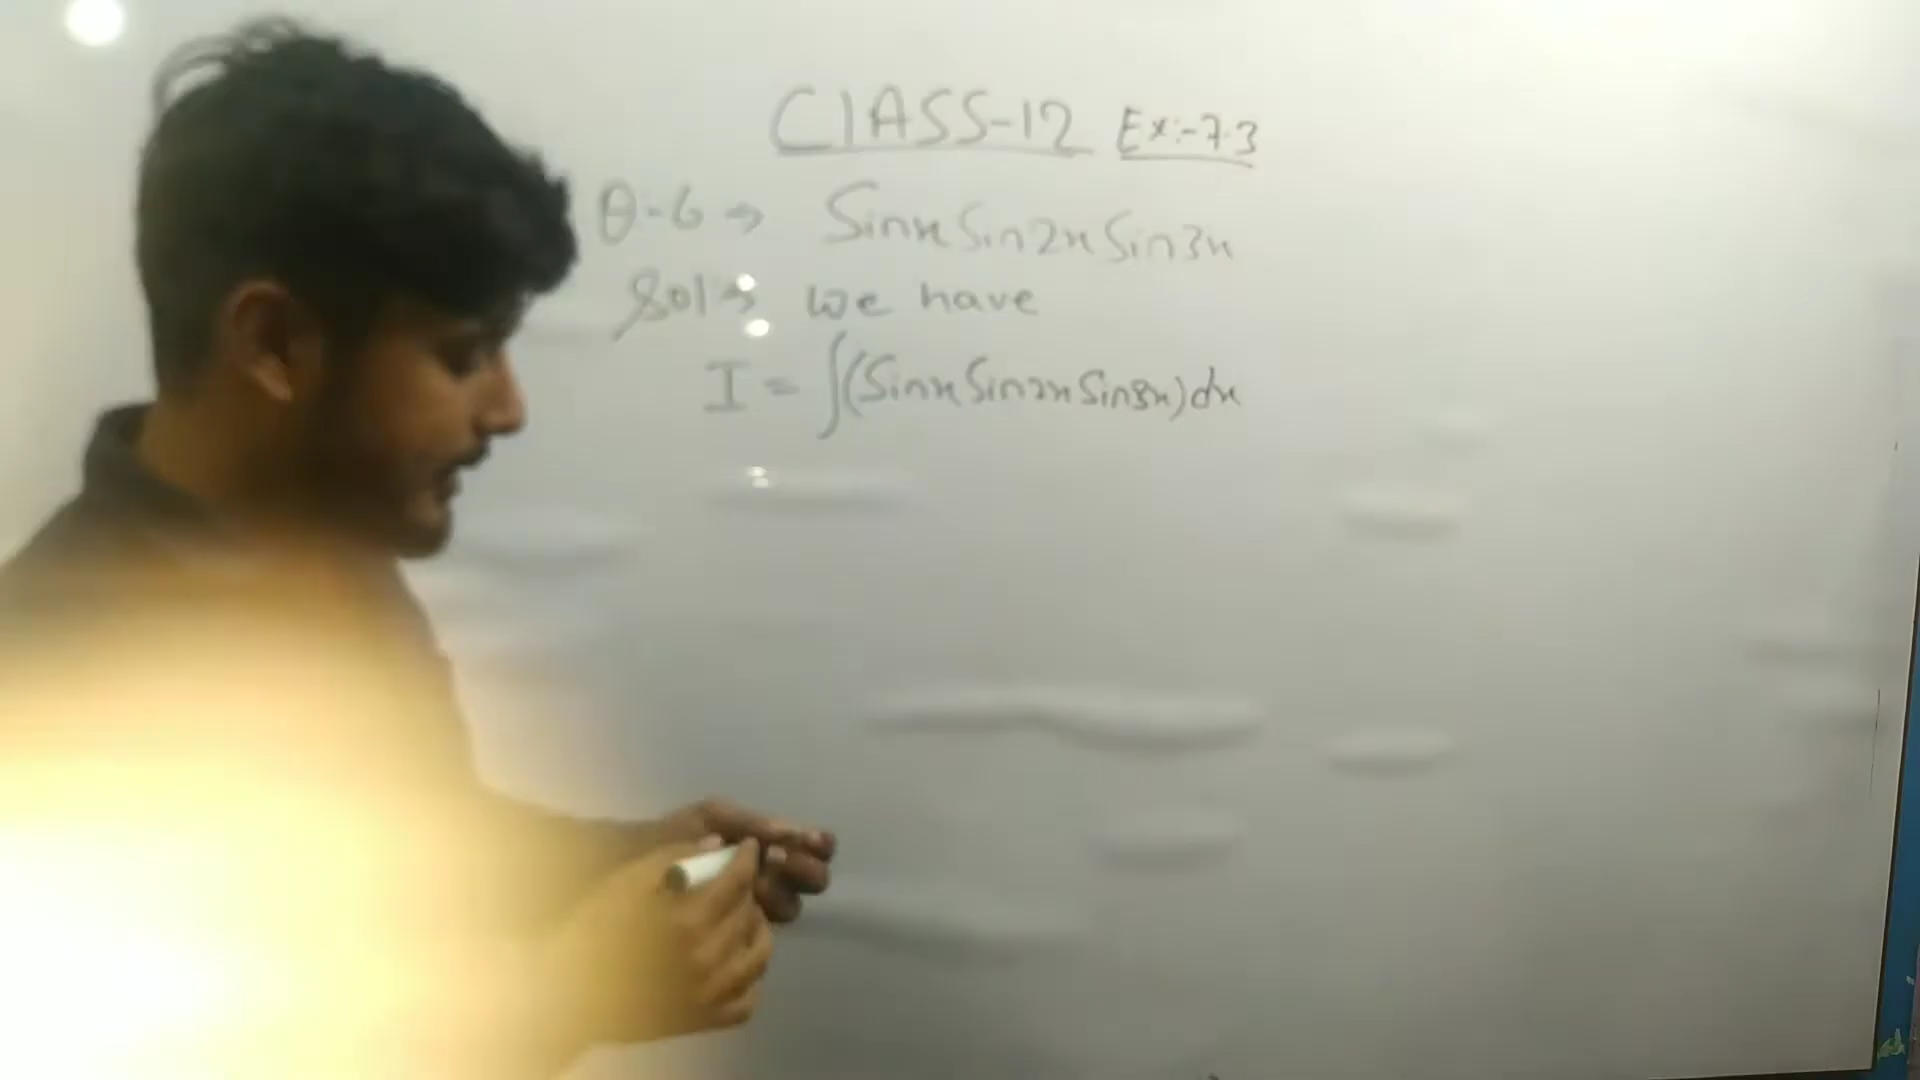 CLASS-12 Ex:-7.3
Q-6 → Sinx Sin2x Sin3x
Sol → we have
I = ∫(Sinx Sin2x Sin3x)dx